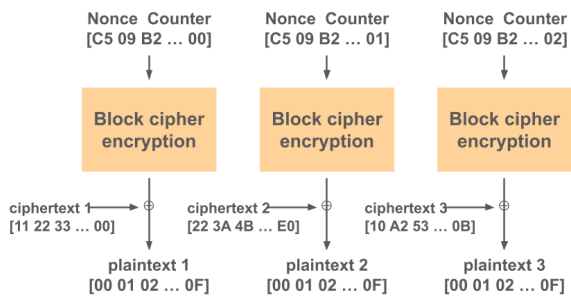 Nonce Counter
[C5 09 B2 … 00]
Nonce Counter
[C5 09 B2 … 01]
Nonce Counter
[C5 09 B2 … 02]
Block cipher
encryption
Block cipher
encryption
Block cipher
encryption
ciphertext 1
[11 22 33 … 00]
ciphertext 2
[22 3A 4B … E0]
ciphertext 3
[10 A2 53 … 0B]
plaintext 1
[00 01 02 … 0F]
plaintext 2
[00 01 02 … 0F]
plaintext 3
[00 01 02 … 0F]